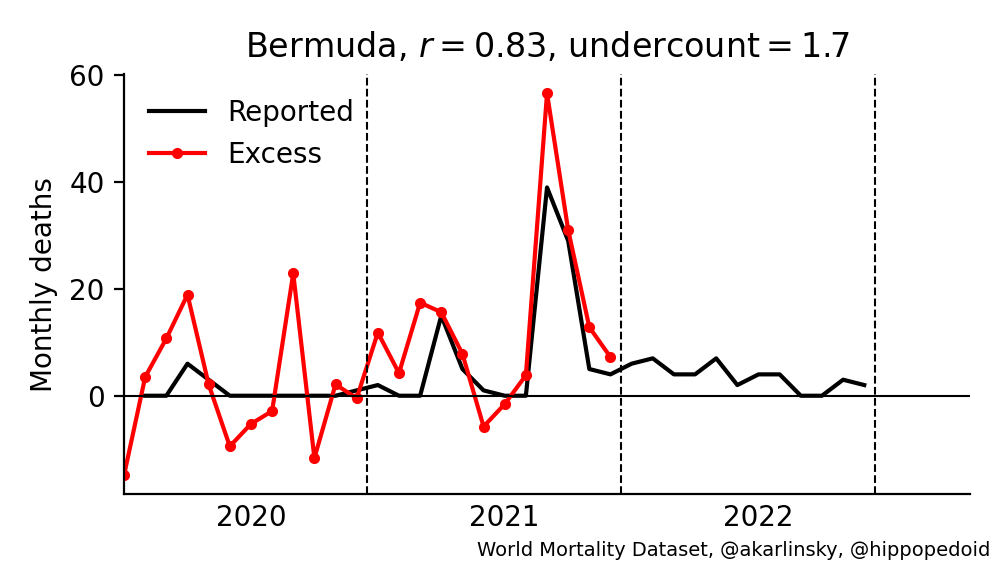 Bermuda, r = 0.83, undercount = 1.7
Reported
Excess
Monthly deaths
60
40
20
0
2020 2021 2022
World Mortality Dataset, @akarlinsky, @hippopedoid